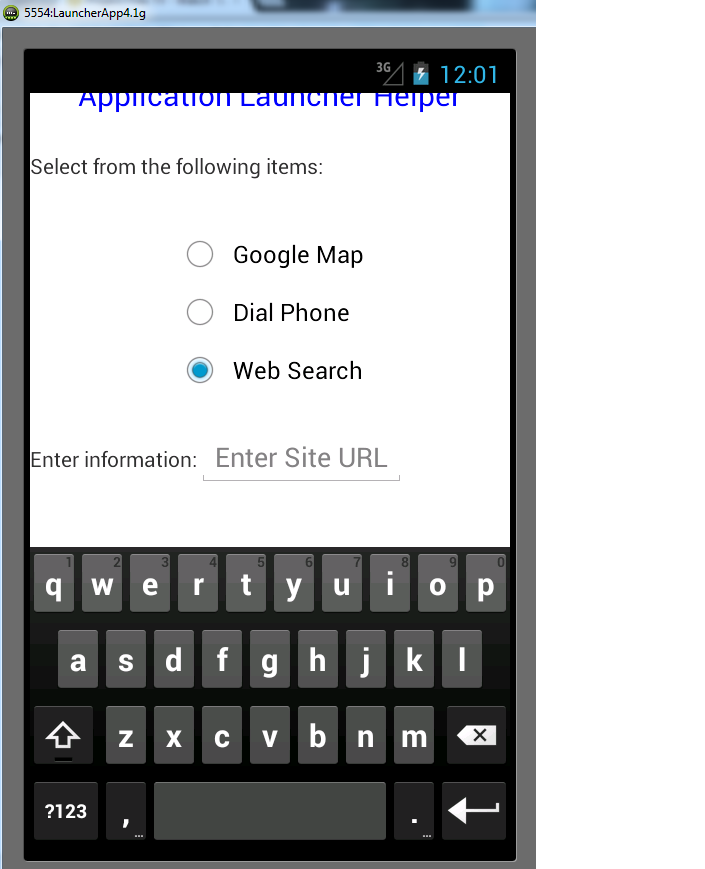 5554:LauncherApp4.1g
3G 12:01
Application Launcher Helper
Select from the following items:
Google Map
Dial Phone
Web Search
Enter information: Enter Site URL
1 2 3 4 5 6 7 8 9 0
q w e r t y u i o p
a s d f g h j k l
z x c v b n m
?123 , ... . ...